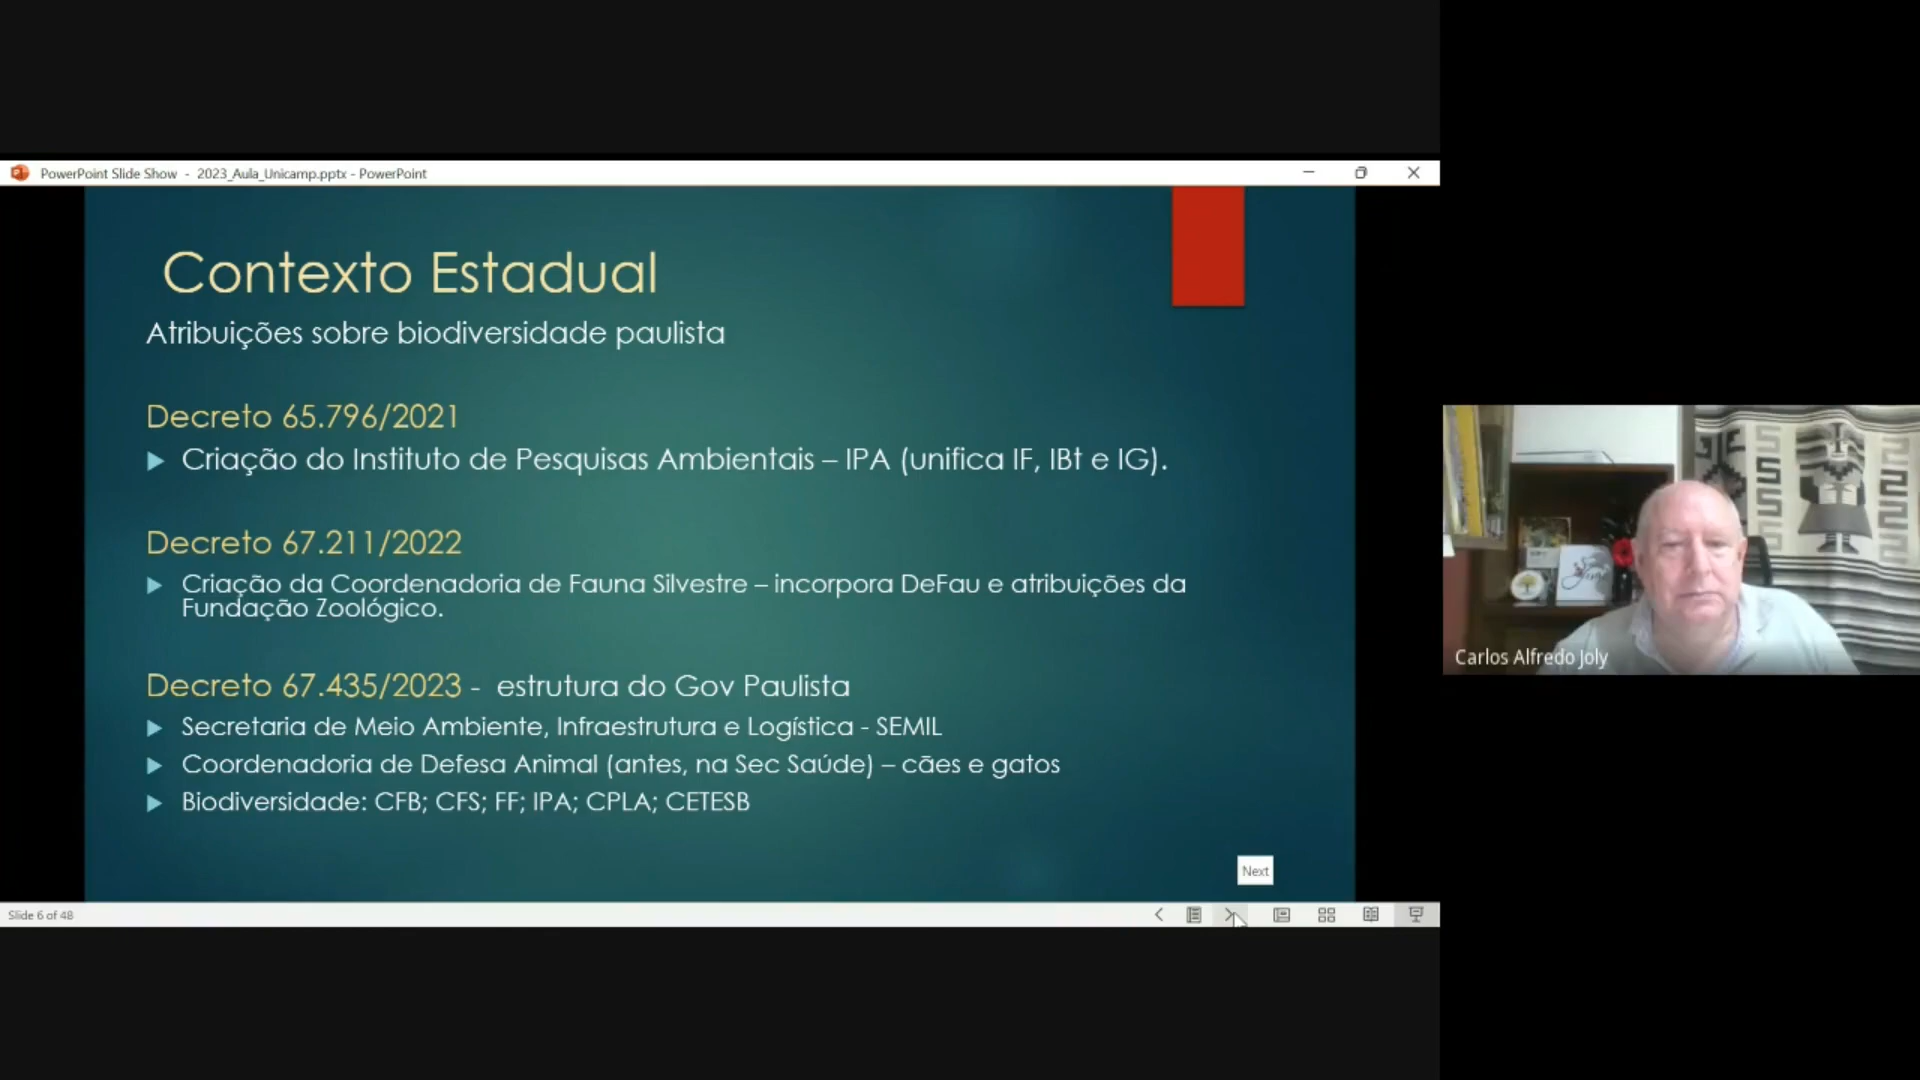 PowerPoint Slide Show - 2023_Aula_Unicamp.pptx - PowerPoint
Contexto Estadual
Atribuições sobre biodiversidade paulista
Decreto 65.796/2021
Criação do Instituto de Pesquisas Ambientais – IPA (unifica IF, IBt e IG).
Decreto 67.211/2022
Criação da Coordenadoria de Fauna Silvestre – incorpora DeFau e atribuições da
Fundação Zoológico.
Decreto 67.435/2023 - estrutura do Gov Paulista
Secretaria de Meio Ambiente, Infraestrutura e Logística - SEMIL
Coordenadoria de Defesa Animal (antes, na Sec Saúde) – cães e gatos
Biodiversidade: CFB; CFS; FF; IPA; CPLA; CETESB
Next
Slide 6 of 48
Carlos Alfredo Joly